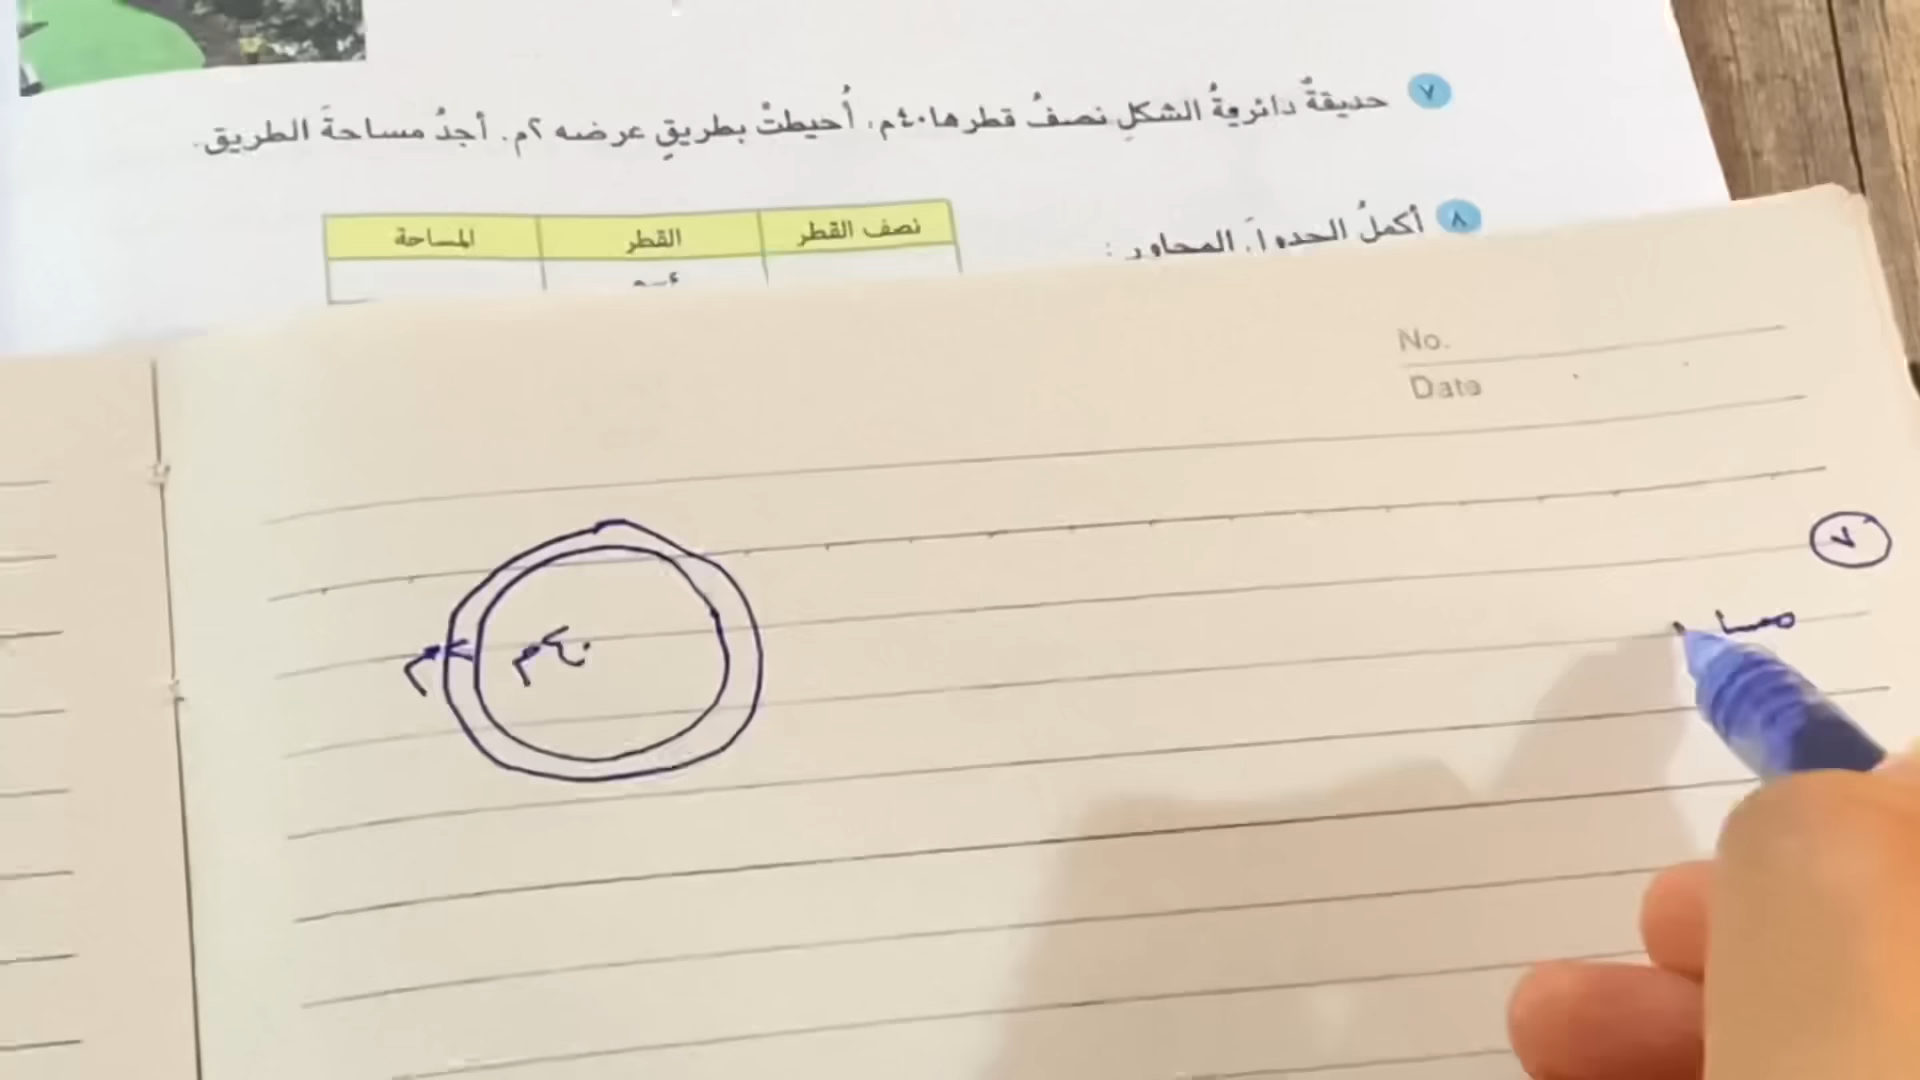 ٧ حديقةٌ دائريةُ الشكلِ نصفُ قطرها ٤٠م، أُحيطتْ بطريقٍ عرضه ٢م. أجدُ مساحةَ الطريق.
٨ أكملُ الجدول المجاور :
نصف القطر القطر المساحة
No.
Date
٧
مسا
٤٠م
٢م